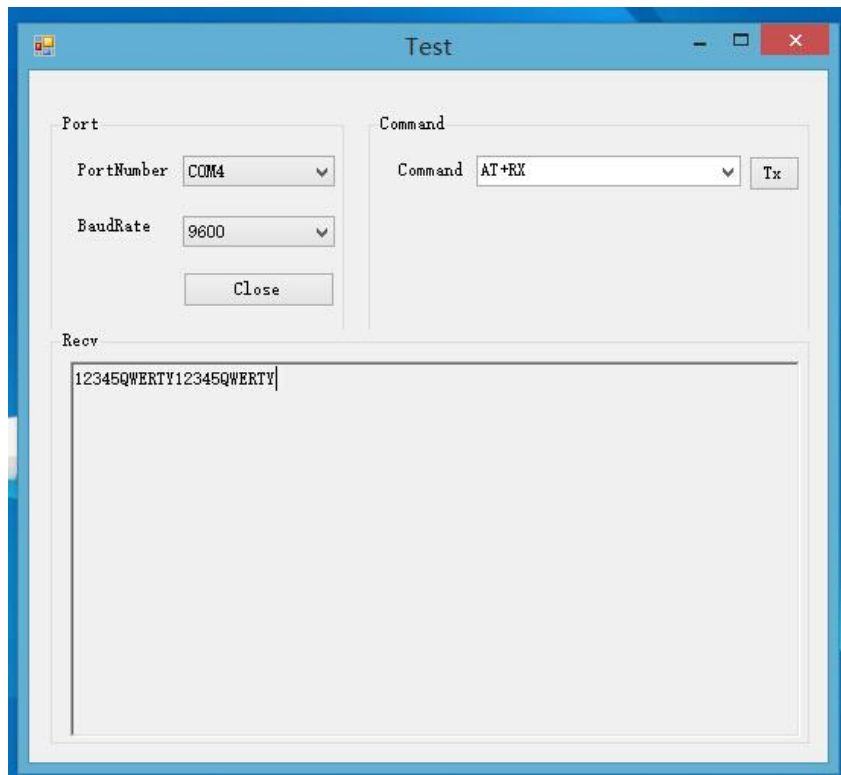 Test
Port
PortNumber COM4
BaudRate 9600
Close
Command
Command AT+RX Tx
Recv
12345QWERTY12345QWERTY